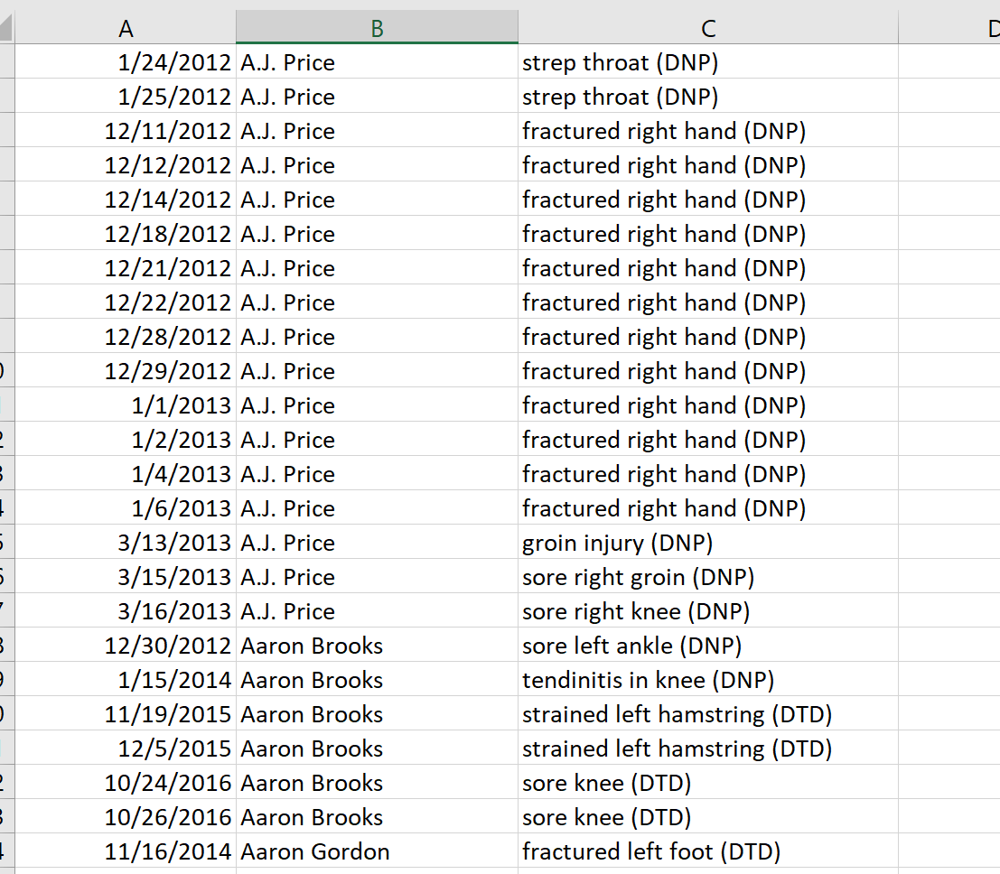 A B C D
1/24/2012 A.J. Price strep throat (DNP)
1/25/2012 A.J. Price strep throat (DNP)
12/11/2012 A.J. Price fractured right hand (DNP)
12/12/2012 A.J. Price fractured right hand (DNP)
12/14/2012 A.J. Price fractured right hand (DNP)
12/18/2012 A.J. Price fractured right hand (DNP)
12/21/2012 A.J. Price fractured right hand (DNP)
12/22/2012 A.J. Price fractured right hand (DNP)
12/28/2012 A.J. Price fractured right hand (DNP)
12/29/2012 A.J. Price fractured right hand (DNP)
1/1/2013 A.J. Price fractured right hand (DNP)
1/2/2013 A.J. Price fractured right hand (DNP)
1/4/2013 A.J. Price fractured right hand (DNP)
1/6/2013 A.J. Price fractured right hand (DNP)
3/13/2013 A.J. Price groin injury (DNP)
3/15/2013 A.J. Price sore right groin (DNP)
3/16/2013 A.J. Price sore right knee (DNP)
12/30/2012 Aaron Brooks sore left ankle (DNP)
1/15/2014 Aaron Brooks tendinitis in knee (DNP)
11/19/2015 Aaron Brooks strained left hamstring (DTD)
12/5/2015 Aaron Brooks strained left hamstring (DTD)
10/24/2016 Aaron Brooks sore knee (DTD)
10/26/2016 Aaron Brooks sore knee (DTD)
11/16/2014 Aaron Gordon fractured left foot (DTD)